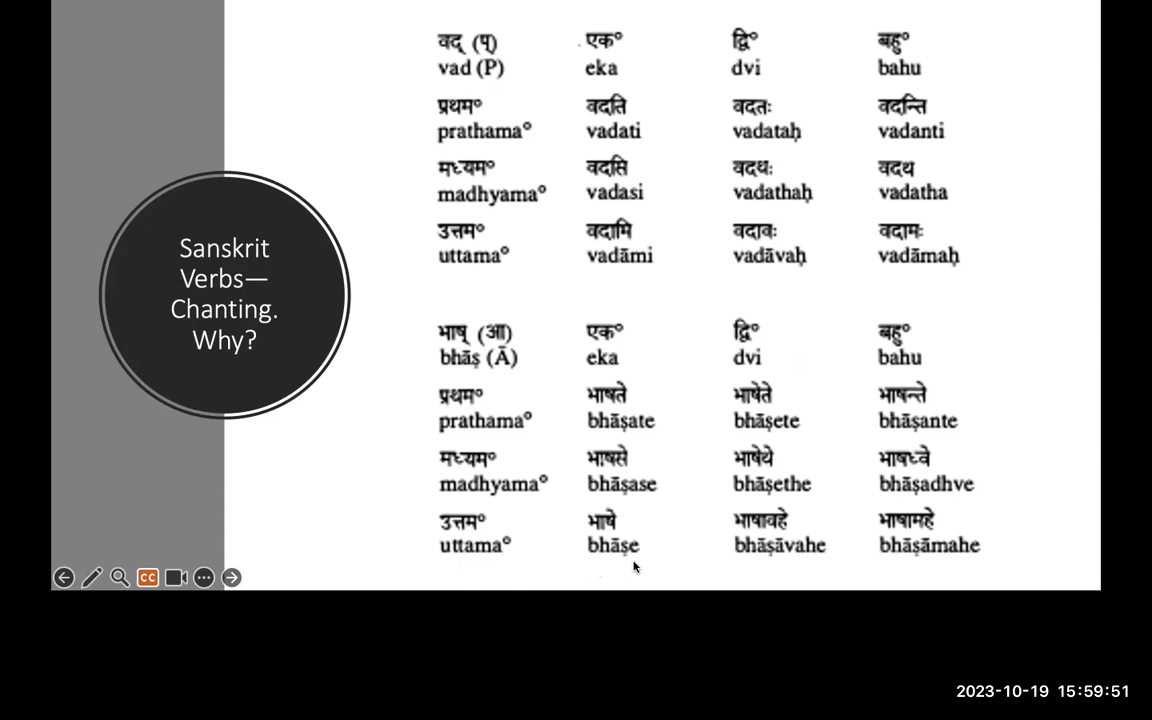 Sanskrit
Verbs—
Chanting.
Why?
वद् (प्) एक° द्वि° बहु°
vad (P) eka dvi bahu
प्रथम° वदति वदतः वदन्ति
prathama° vadati vadataḥ vadanti
मध्यम° वदसि वदथः वदथ
madhyama° vadasi vadathaḥ vadatha
उत्तम° वदामि वदावः वदामः
uttama° vadāmi vadāvaḥ vadāmaḥ
भाष् (आ) एक° द्वि° बहु°
bhāṣ (Ā) eka dvi bahu
प्रथम° भाषते भाषेते भाषन्ते
prathama° bhāṣate bhāṣete bhāṣante
मध्यम° भाषसे भाषेथे भाषध्वे
madhyama° bhāṣase bhāṣethe bhāṣadhve
उत्तम° भाषे भाषावहे भाषामहे
uttama° bhāṣe bhāṣāvahe bhāṣāmahe
CC
2023-10-19 15:59:51